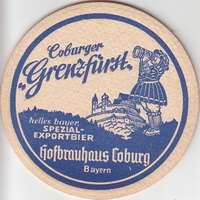 Coburger
"Grenzfürst"
helles bayer.
SPEZIAL-
EXPORTBIER
Hofbrauhaus Coburg
Bayern